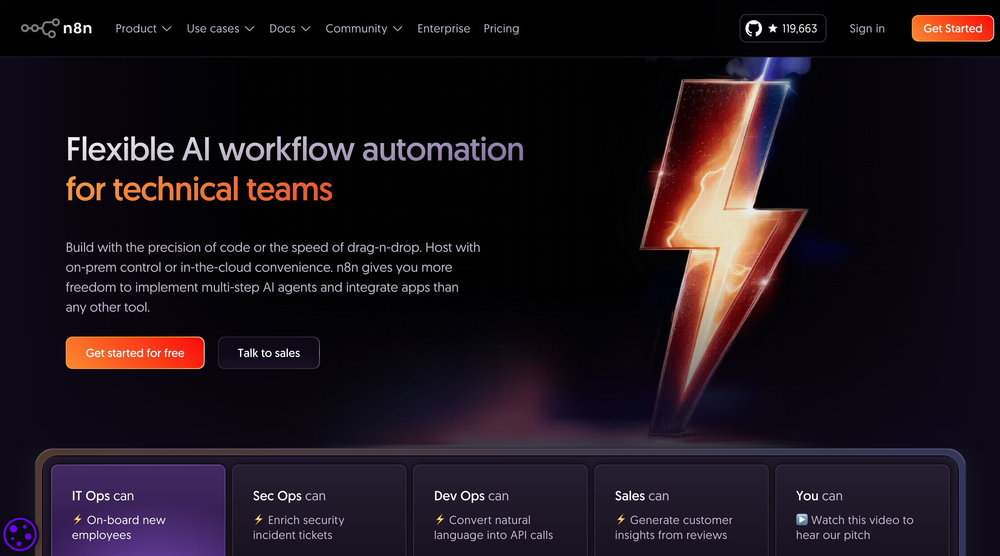 n8n
Product
Use cases
Docs
Community
Enterprise
Pricing
119,663
Sign in
Get Started
Flexible AI workflow automation
for technical teams
Build with the precision of code or the speed of drag-n-drop. Host with
on-prem control or in-the-cloud convenience. n8n gives you more
freedom to implement multi-step AI agents and integrate apps than
any other tool.
Get started for free
Talk to sales
IT Ops can
⚡ On-board new
employees
Sec Ops can
⚡ Enrich security
incident tickets
Dev Ops can
⚡ Convert natural
language into API calls
Sales can
⚡ Generate customer
insights from reviews
You can
▶️ Watch this video to
hear our pitch